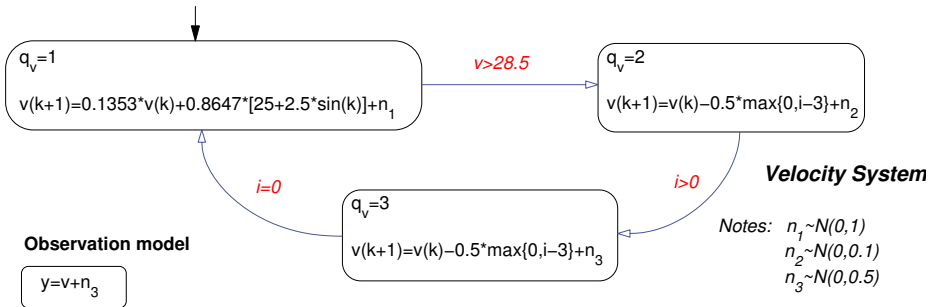 q_v=1
v(k+1)=0.1353*v(k)+0.8647*[25+2.5*sin(k)]+n_1
v>28.5
q_v=2
v(k+1)=v(k)−0.5*max{0,i−3}+n_2
i=0
i>0
Velocity System
q_v=3
v(k+1)=v(k)−0.5*max{0,i−3}+n_3
Observation model
y=v+n_3
Notes: n_1~N(0,1)
n_2~N(0,0.1)
n_3~N(0,0.5)